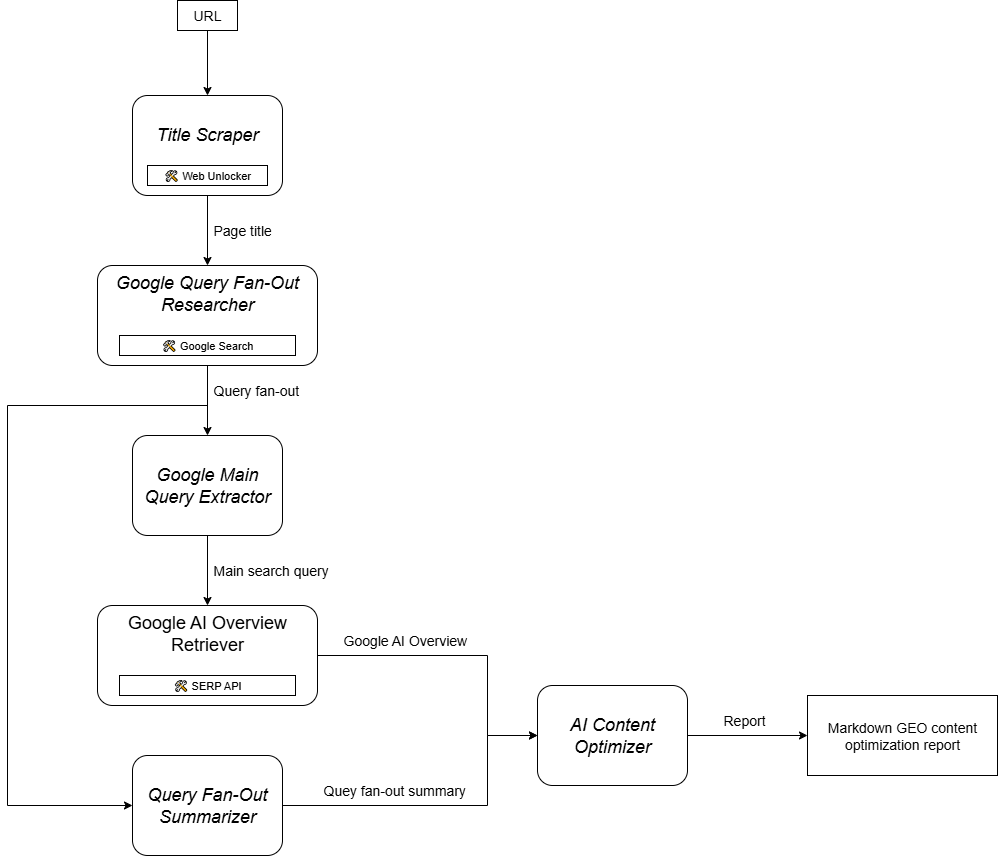 URL
Title Scraper
🛠 Web Unlocker
Page title
Google Query Fan-Out
Researcher
🛠 Google Search
Query fan-out
Google Main
Query Extractor
Main search query
Google AI Overview
Retriever
🛠 SERP API
Google AI Overview
Query Fan-Out
Summarizer
Quey fan-out summary
AI Content
Optimizer
Report
Markdown GEO content
optimization report